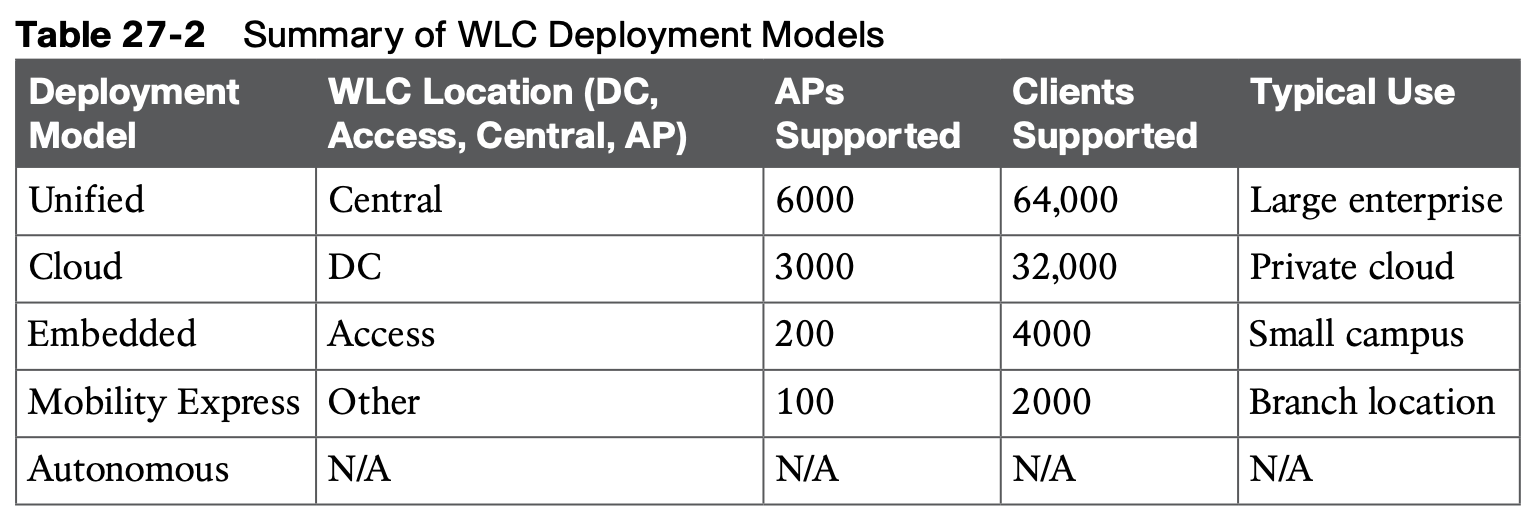 Table 27-2 Summary of WLC Deployment Models
Deployment Model WLC Location (DC, Access, Central, AP) APs Supported Clients Supported Typical Use
Unified Central 6000 64,000 Large enterprise
Cloud DC 3000 32,000 Private cloud
Embedded Access 200 4000 Small campus
Mobility Express Other 100 2000 Branch location
Autonomous N/A N/A N/A N/A